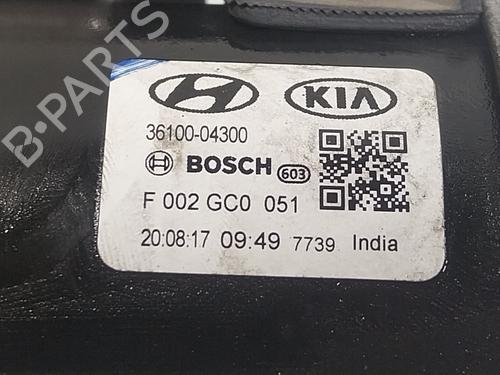 B-PARTS
KIA
36100-04300
BOSCH 603
F 002 GC0 051
20:08:17 09:49 7739 India